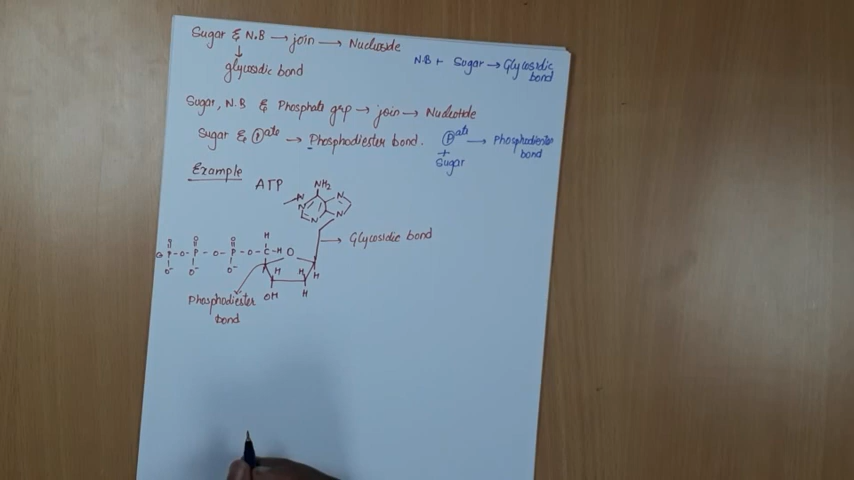 Sugar & N.B → join → Nucleoside
↓
glycosidic bond
N.B + Sugar → Glycosidic
bond
Sugar, N.B & Phosphate grp → join → Nucleotide
Sugar & Pate → Phosphodiester bond.
Pate → Phosphodiester
+ bond
Sugar
Example
ATP
NH2
N N
N N
Glycosidic bond
O O O H
O-P-O-P-O-P-O-C-H O
O- O- O- H H H
OH H
Phosphodiester
bond